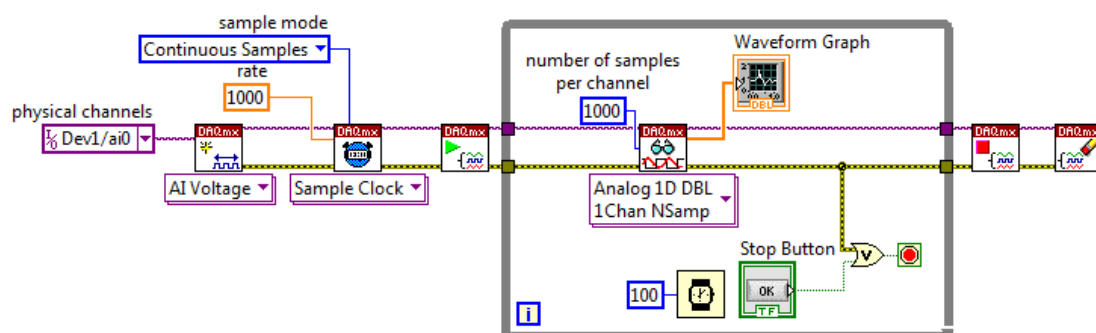 sample mode
Continuous Samples
rate
1000
physical channels
I/O Dev1/ai0
DAQmx
AI Voltage
DAQmx
Sample Clock
DAQmx
number of samples
per channel
1000
DAQmx
Analog 1D DBL
1Chan NSamp
Waveform Graph
DBL
Stop Button
OK
TF
V
100
i
DAQmx
DAQmx